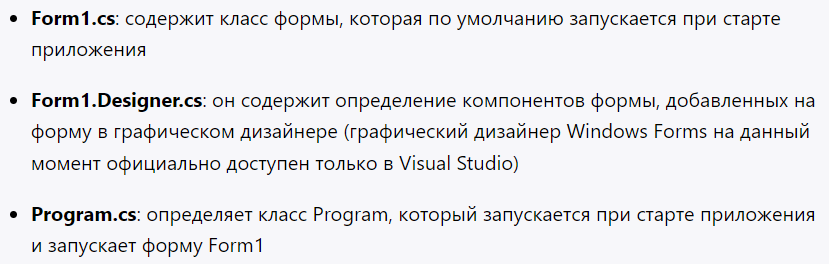 • Form1.cs: содержит класс формы, которая по умолчанию запускается при старте
приложения
• Form1.Designer.cs: он содержит определение компонентов формы, добавленных на
форму в графическом дизайнере (графический дизайнер Windows Forms на данный
момент официально доступен только в Visual Studio)
• Program.cs: определяет класс Program, который запускается при старте приложения
и запускает форму Form1